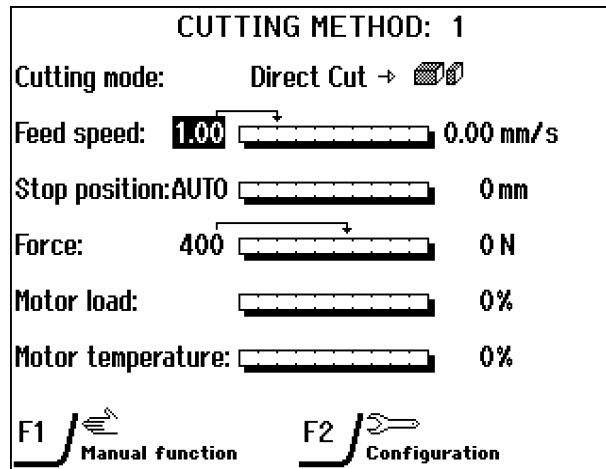 CUTTING METHOD: 1
Cutting mode: Direct Cut →
Feed speed: 1.00 0.00 mm/s
Stop position:AUTO 0 mm
Force: 400 0 N
Motor load: 0%
Motor temperature: 0%
F1 Manual function F2 Configuration